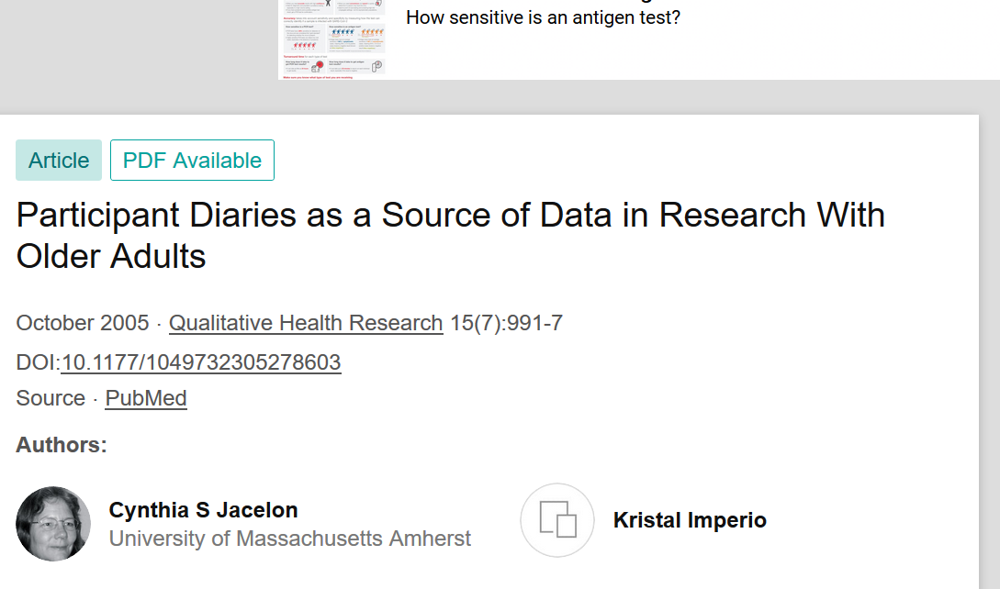 How sensitive is an antigen test?
Article
PDF Available
Participant Diaries as a Source of Data in Research With
Older Adults
October 2005 · Qualitative Health Research 15(7):991-7
DOI:10.1177/1049732305278603
Source · PubMed
Authors:
Cynthia S Jacelon
University of Massachusetts Amherst
Kristal Imperio